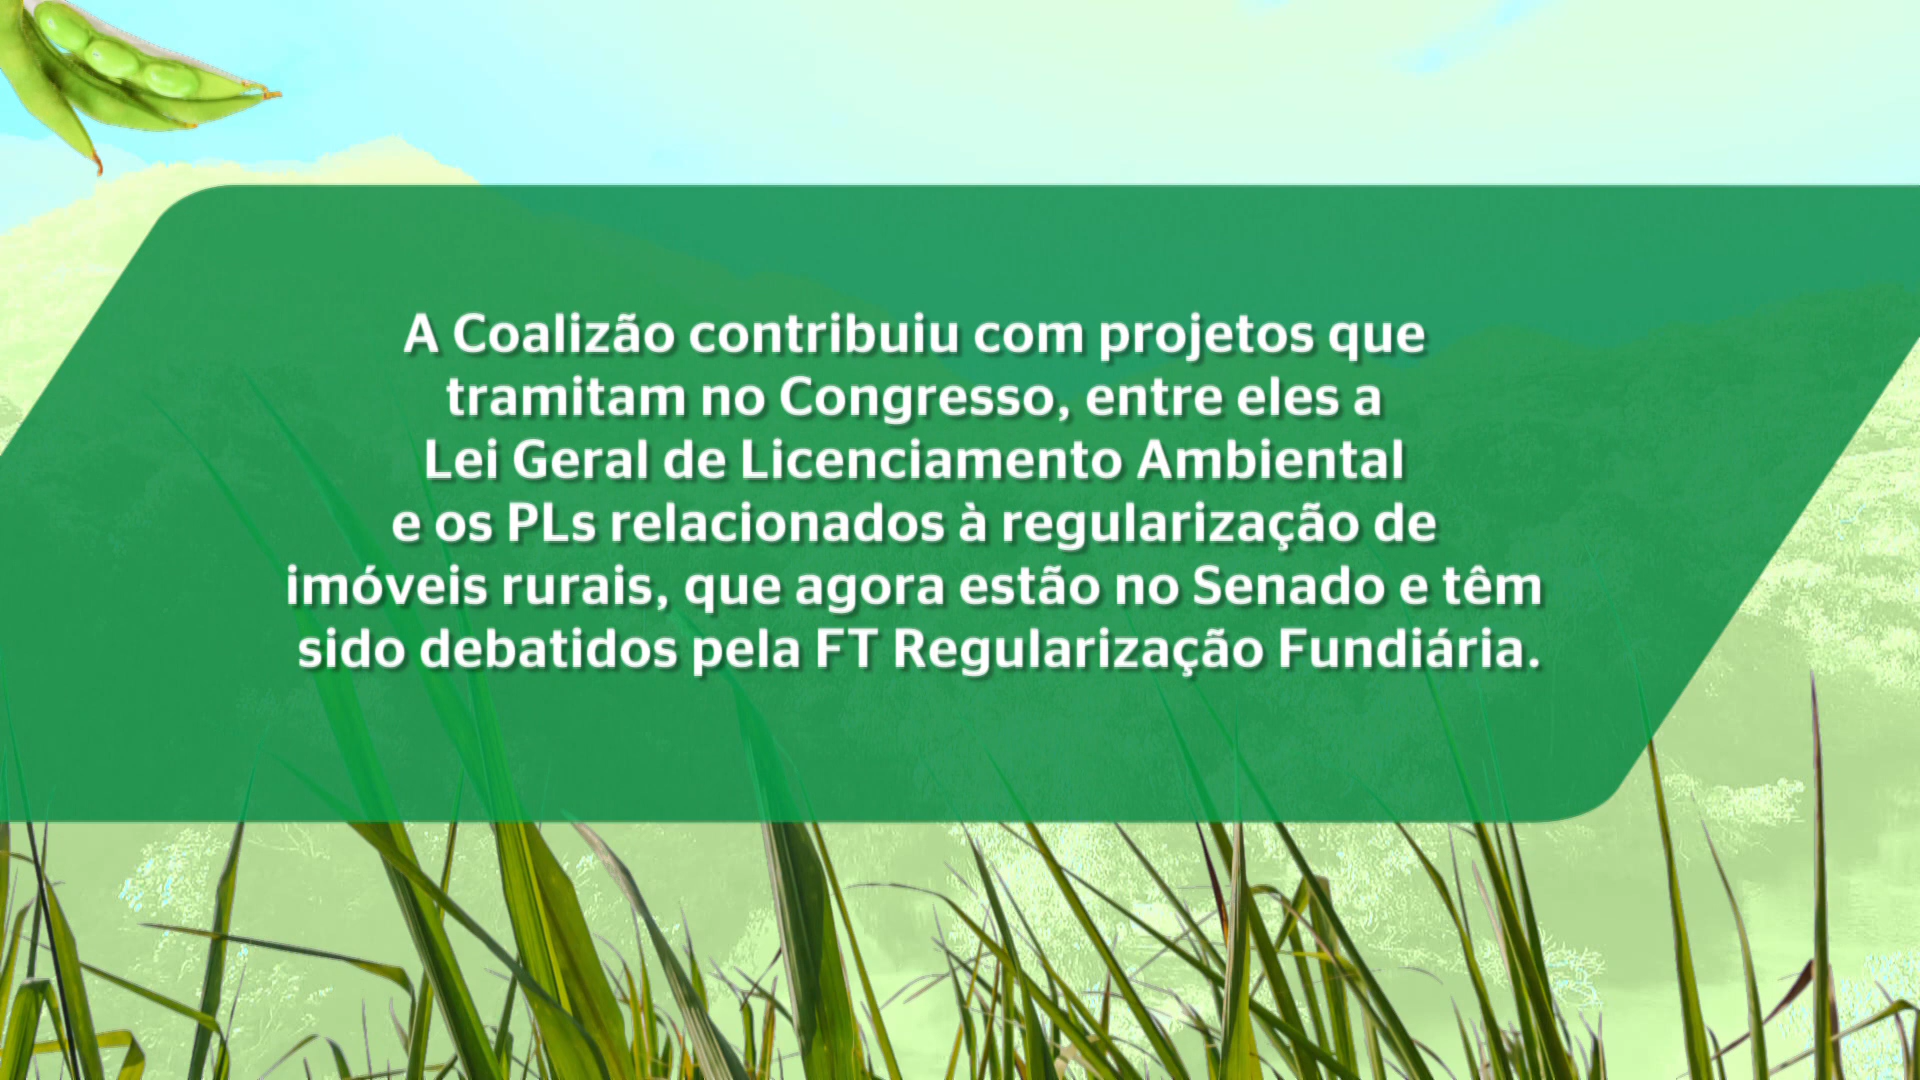 A Coalizão contribuiu com projetos que
tramitam no Congresso, entre eles a
Lei Geral de Licenciamento Ambiental
e os PLs relacionados à regularização de
imóveis rurais, que agora estão no Senado e têm
sido debatidos pela FT Regularização Fundiária.